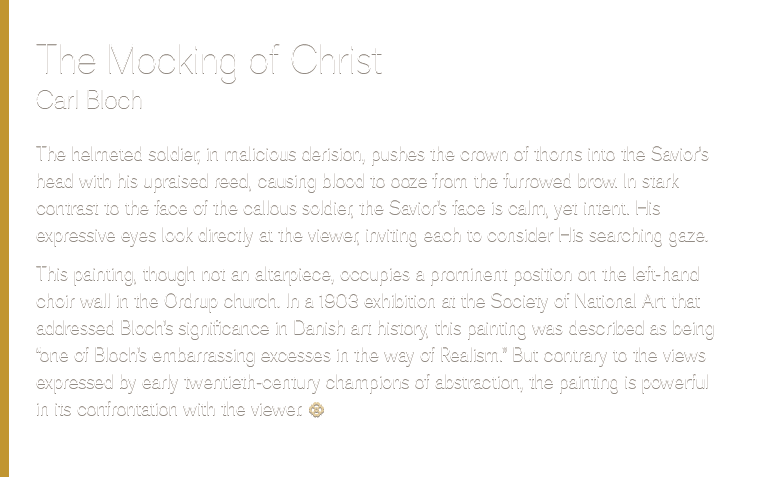 The Mocking of Christ
Carl Bloch
The helmeted soldier, in malicious derision, pushes the crown of thorns into the Savior's
head with his upraised reed, causing blood to ooze from the furrowed brow. In stark
contrast to the face of the callous soldier, the Savior's face is calm, yet intent. His
expressive eyes look directly at the viewer, inviting each to consider His searching gaze.
This painting, though not an altarpiece, occupies a prominent position on the left-hand
choir wall in the Ordrup church. In a 1903 exhibition at the Society of National Art that
addressed Bloch's significance in Danish art history, this painting was described as being
“one of Bloch's embarrassing excesses in the way of Realism.” But contrary to the views
expressed by early twentieth-century champions of abstraction, the painting is powerful
in its confrontation with the viewer.